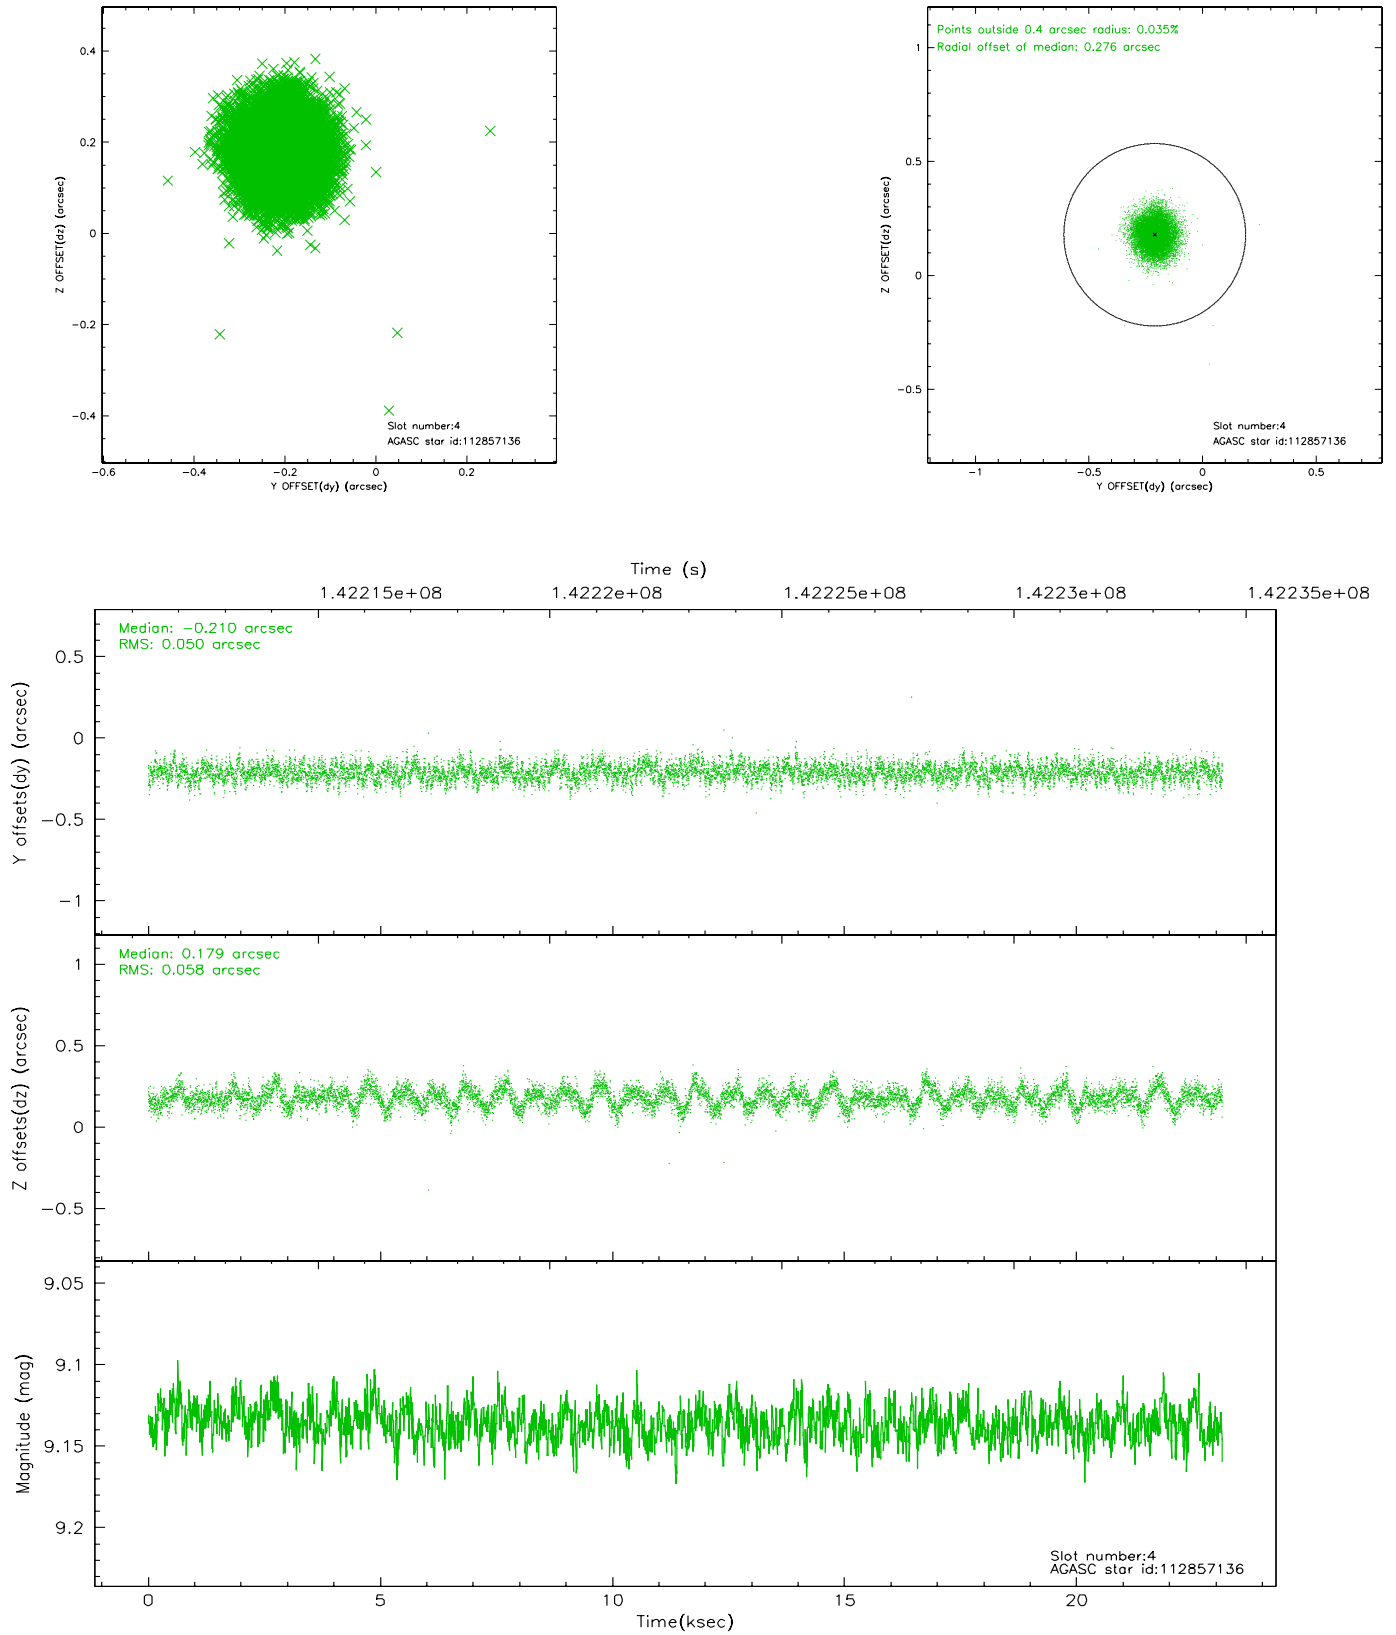 0.4
0.2
0
−0.2
−0.4
Z OFFSET(dz) (arcsec)
Slot number:4
AGASC star id:112857136
−0.6 −0.4 −0.2 0 0.2
Y OFFSET(dy) (arcsec)
Points outside 0.4 arcsec radius: 0.035%
Radial offset of median: 0.276 arcsec
1
0.5
0
−0.5
Z OFFSET(dz) (arcsec)
Slot number:4
AGASC star id:112857136
−1 −0.5 0 0.5
Y OFFSET(dy) (arcsec)
Time (s)
1.42215e+08 1.4222e+08 1.42225e+08 1.4223e+08 1.42235e+08
Median: −0.210 arcsec
RMS: 0.050 arcsec
0.5
0
−0.5
−1
Y offsets(dy) (arcsec)
Median: 0.179 arcsec
RMS: 0.058 arcsec
1
0.5
0
−0.5
Z offsets(dz) (arcsec)
9.05
9.1
9.15
9.2
Magnitude (mag)
Slot number:4
AGASC star id:112857136
0 5 10 15 20
Time(ksec)